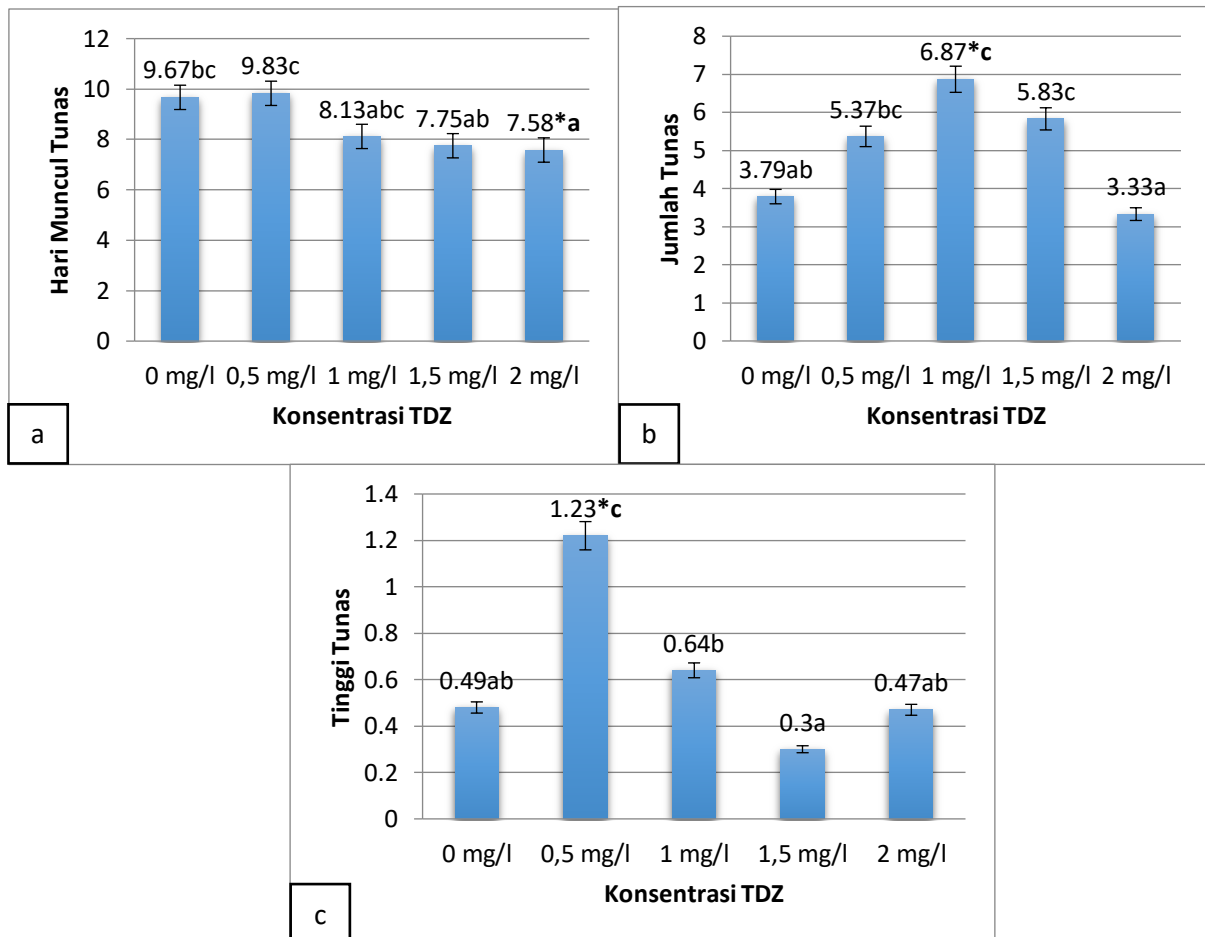 Hari Muncul Tunas
12
10
8
6
4
2
0
9.67bc
9.83c
8.13abc
7.75ab
7.58*a
0 mg/l 0,5 mg/l 1 mg/l 1,5 mg/l 2 mg/l
Konsentrasi TDZ
a
Jumlah Tunas
8
7
6
5
4
3
2
1
0
3.79ab
5.37bc
6.87*c
5.83c
3.33a
0 mg/l 0,5 mg/l 1 mg/l 1,5 mg/l 2 mg/l
Konsentrasi TDZ
b
Tinggi Tunas
1.4
1.2
1
0.8
0.6
0.4
0.2
0
0.49ab
1.23*c
0.64b
0.3a
0.47ab
0 mg/l 0,5 mg/l 1 mg/l 1,5 mg/l 2 mg/l
Konsentrasi TDZ
c